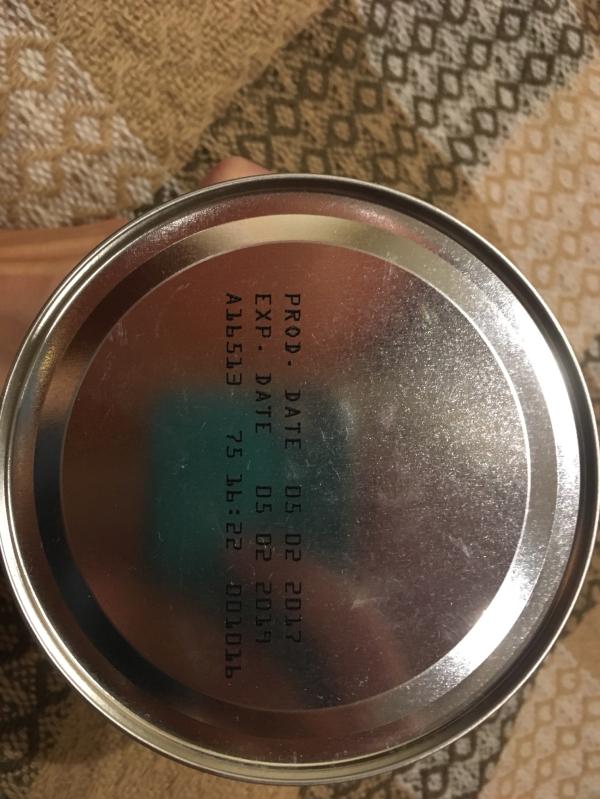 PROD. DATE 05 02 2017
EXP. DATE 05 02 2019
A16513 75 16:22 001016